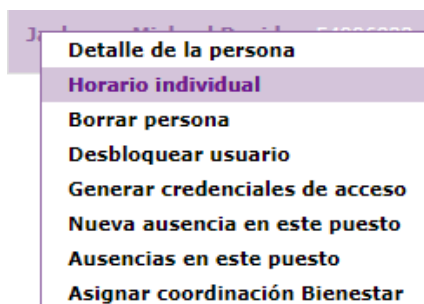 Detalle de la persona
Horario individual
Borrar persona
Desbloquear usuario
Generar credenciales de acceso
Nueva ausencia en este puesto
Ausencias en este puesto
Asignar coordinación Bienestar